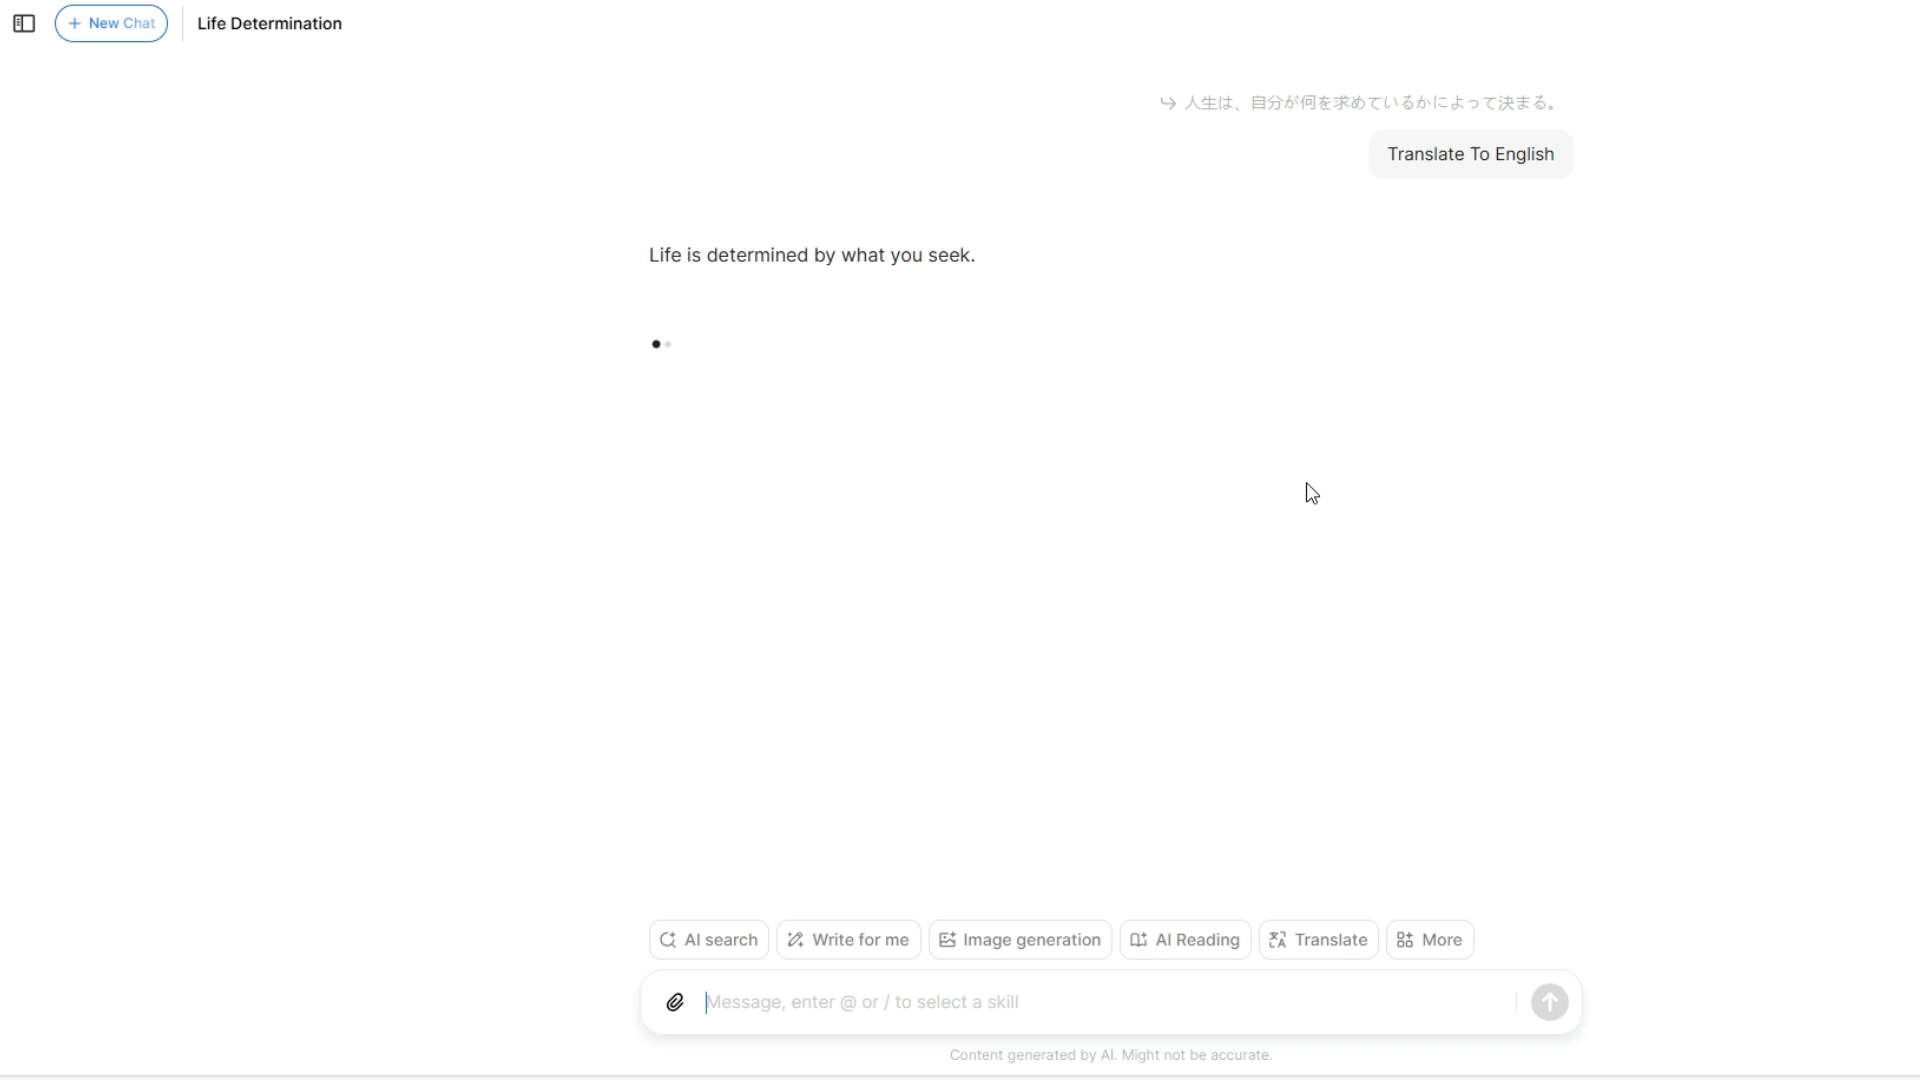 New Chat
Life Determination
人生は、自分が何を求めているかによって決まる。
Translate To English
Life is determined by what you seek.
AI search
Write for me
Image generation
AI Reading
Translate
More
Message, enter @ or / to select a skill
Content generated by AI. Might not be accurate.